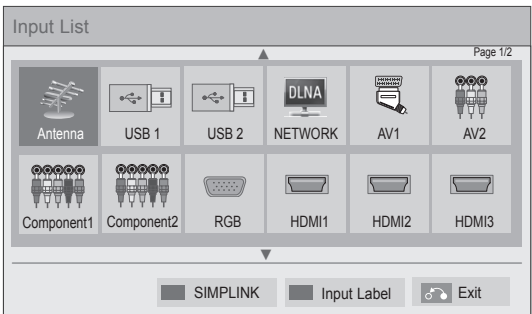 Input List
Page 1/2
DLNA
Antenna USB 1 USB 2 NETWORK AV1 AV2
Component1 Component2 RGB HDMI1 HDMI2 HDMI3
SIMPLINK Input Label Exit